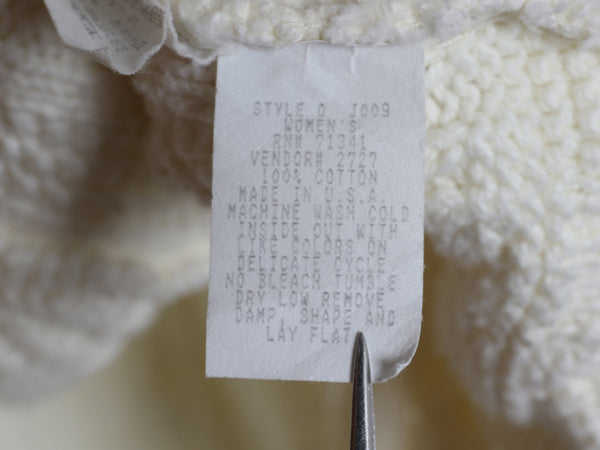 STYLE O J009
WOMEN'S
RN# 71341
VENDOR# 2727
100% COTTON
MADE IN U.S.A.
MACHINE WASH COLD
INSIDE OUT WITH
LIKE COLORS ON
DELICATE CYCLE.
NO BLEACH TUMBLE
DRY LOW REMOVE
DAMP, SHAPE AND
LAY FLAT